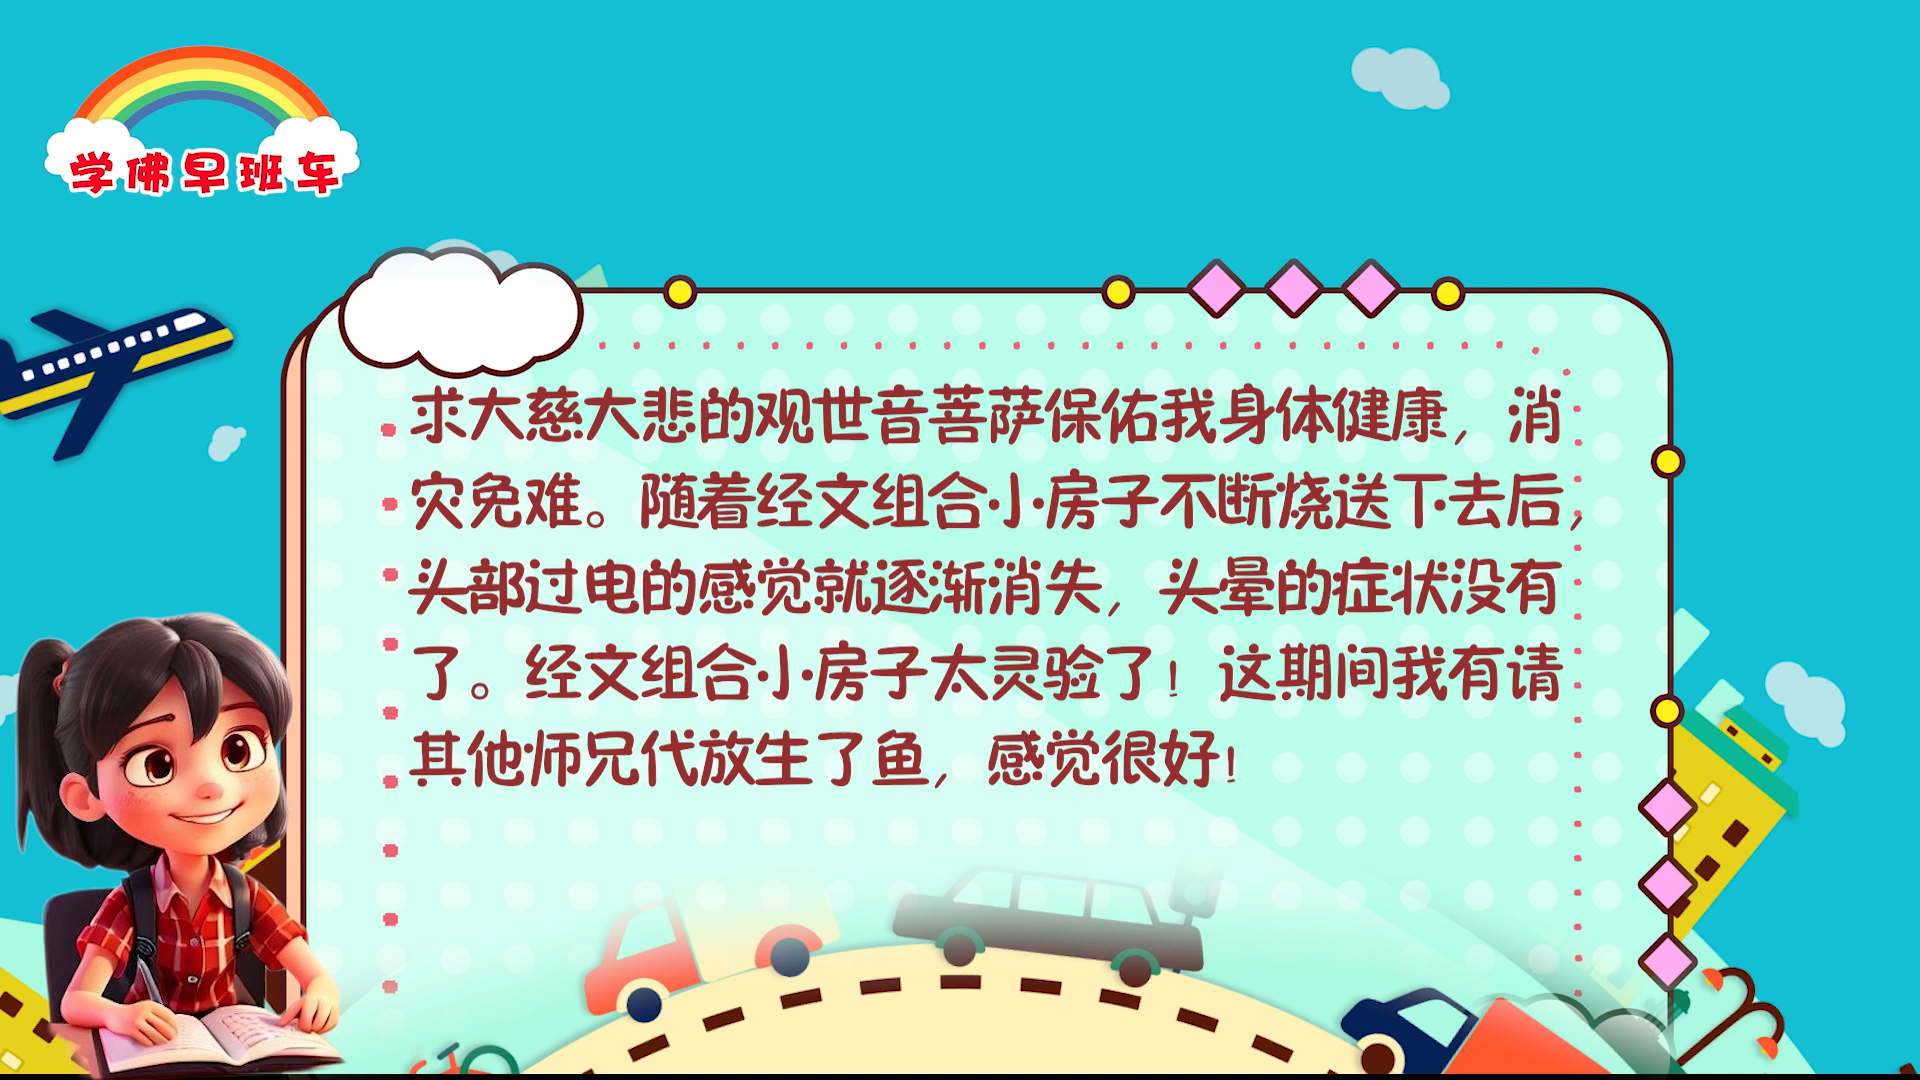 学佛早班车
求大慈大悲的观世音菩萨保佑我身体健康，消
灾免难。随着经文组合小房子不断烧送下去后，
头部过电的感觉就逐渐消失，头晕的症状没有
了。经文组合小房子太灵验了！这期间我有请
其他师兄代放生了鱼，感觉很好！